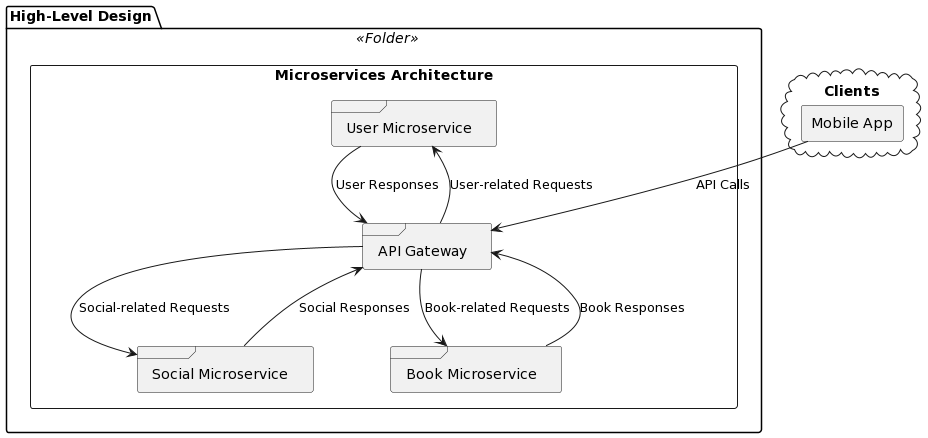 High-Level Design
«Folder»
Microservices Architecture
Clients
Mobile App
User Microservice
User Responses
User-related Requests
API Calls
API Gateway
Social-related Requests
Social Responses
Book-related Requests
Book Responses
Social Microservice
Book Microservice